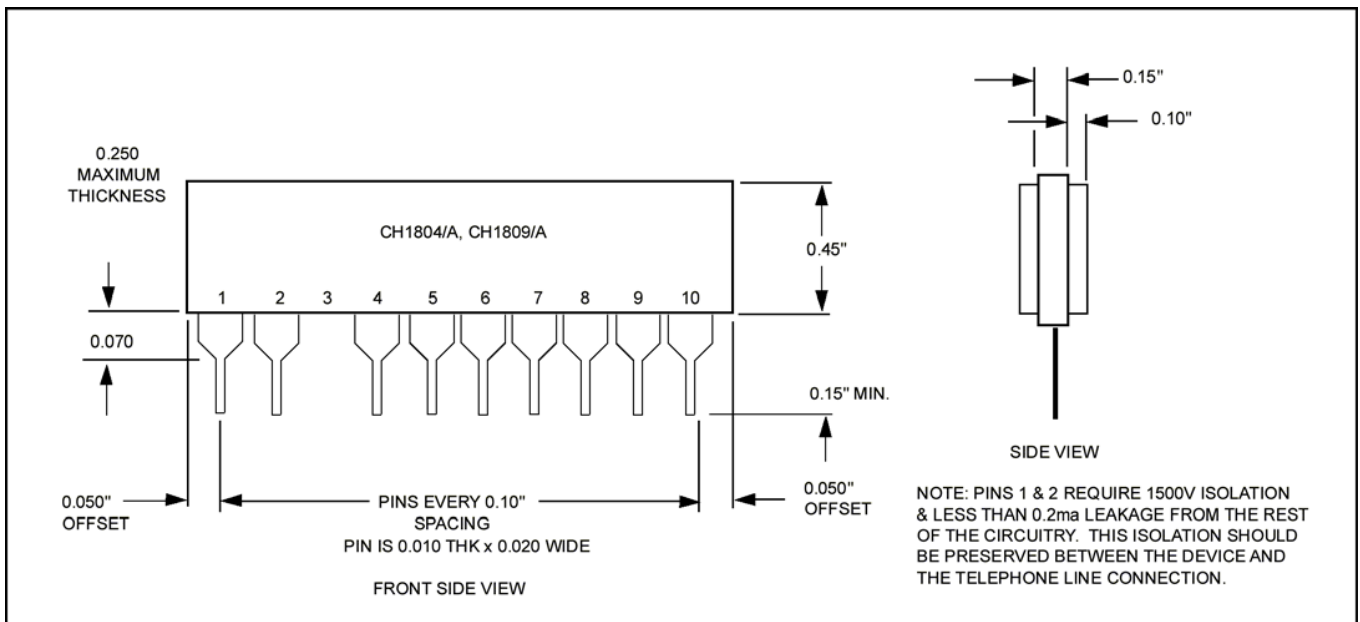 0.15"
0.10"
0.250
MAXIMUM
THICKNESS
CH1804/A, CH1809/A
0.45"
1 2 3 4 5 6 7 8 9 10
0.070
0.15" MIN.
SIDE VIEW
0.050"
OFFSET
PINS EVERY 0.10"
SPACING
PIN IS 0.010 THK x 0.020 WIDE
0.050"
OFFSET
FRONT SIDE VIEW
NOTE: PINS 1 & 2 REQUIRE 1500V ISOLATION
& LESS THAN 0.2ma LEAKAGE FROM THE REST
OF THE CIRCUITRY. THIS ISOLATION SHOULD
BE PRESERVED BETWEEN THE DEVICE AND
THE TELEPHONE LINE CONNECTION.